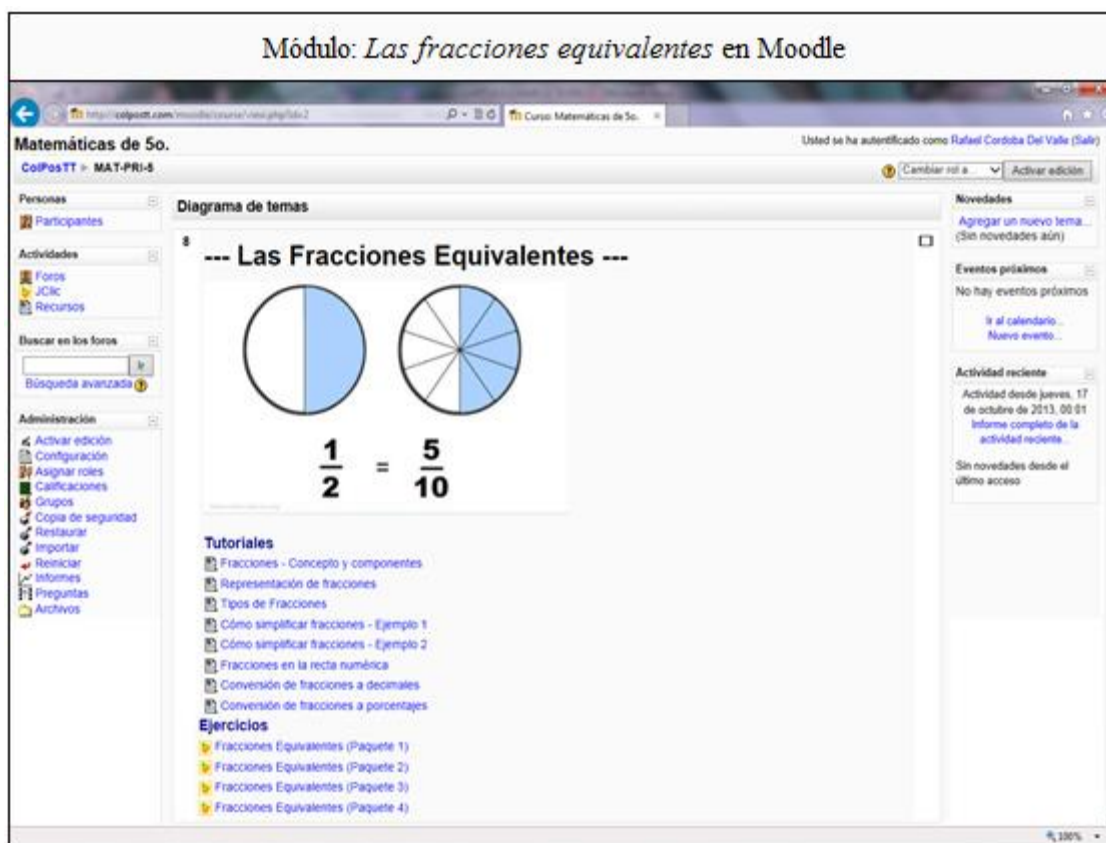 Módulo: Las fracciones equivalentes en Moodle
Curso: Matemáticas de 5o.
Matemáticas de 5o.
Usted se ha autentificado como Rafael Cordoba Del Valle (Salir)
ColPosTT ► MAT-PRI-5
Cambiar rol a...
Activar edición
Personas
Participantes
Actividades
Foros
JClic
Recursos
Buscar en los foros
Ir
Búsqueda avanzada
Administración
Activar edición
Configuración
Asignar roles
Calificaciones
Grupos
Copia de seguridad
Restaurar
Importar
Reiniciar
Informes
Preguntas
Archivos
Diagrama de temas
8
--- Las Fracciones Equivalentes ---
1/2 = 5/10
Tutoriales
Fracciones - Concepto y componentes
Representación de fracciones
Tipos de Fracciones
Cómo simplificar fracciones - Ejemplo 1
Cómo simplificar fracciones - Ejemplo 2
Fracciones en la recta numérica
Conversión de fracciones a decimales
Conversión de fracciones a porcentajes
Ejercicios
Fracciones Equivalentes (Paquete 1)
Fracciones Equivalentes (Paquete 2)
Fracciones Equivalentes (Paquete 3)
Fracciones Equivalentes (Paquete 4)
Novedades
Agregar un nuevo tema...
(Sin novedades aún)
Eventos próximos
No hay eventos próximos
Ir al calendario...
Nuevo evento...
Actividad reciente
Actividad desde jueves, 17
de octubre de 2013, 00:01
Informe completo de la
actividad reciente...
Sin novedades desde el
último acceso
100%